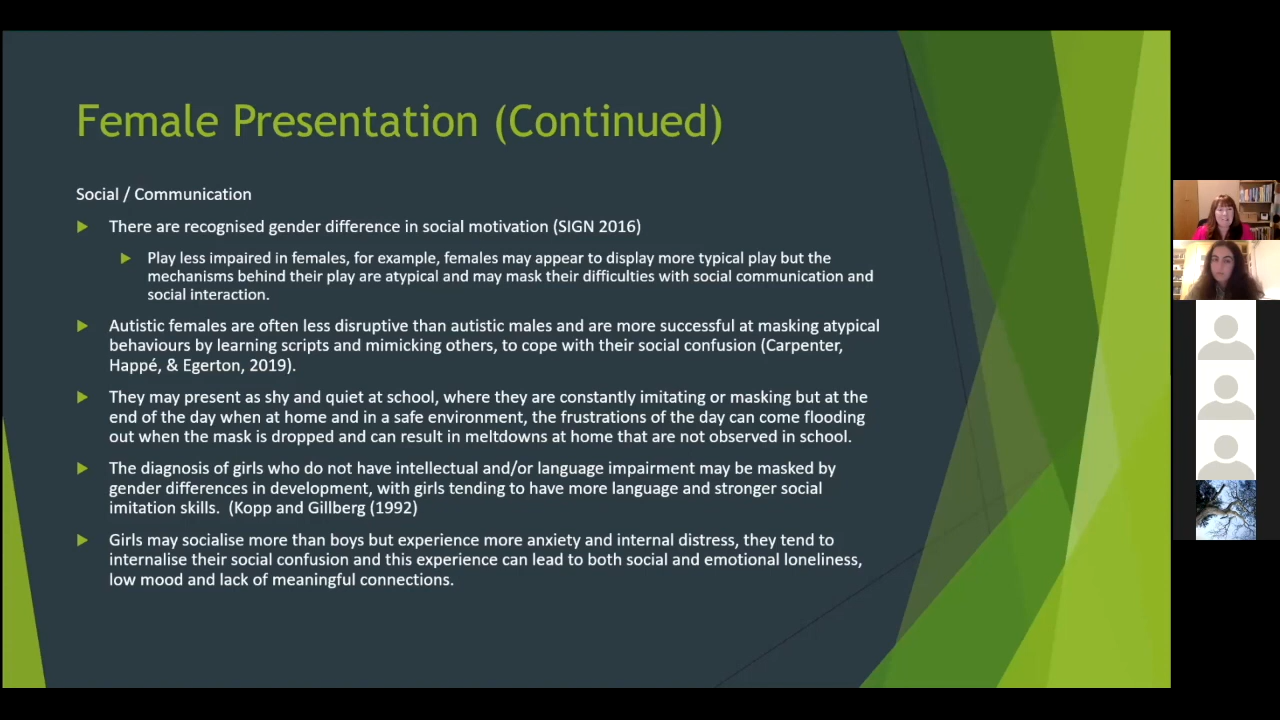 Female Presentation (Continued)
Social / Communication
There are recognised gender difference in social motivation (SIGN 2016)
Play less impaired in females, for example, females may appear to display more typical play but the
mechanisms behind their play are atypical and may mask their difficulties with social communication and
social interaction.
Autistic females are often less disruptive than autistic males and are more successful at masking atypical
behaviours by learning scripts and mimicking others, to cope with their social confusion (Carpenter,
Happé, & Egerton, 2019).
They may present as shy and quiet at school, where they are constantly imitating or masking but at the
end of the day when at home and in a safe environment, the frustrations of the day can come flooding
out when the mask is dropped and can result in meltdowns at home that are not observed in school.
The diagnosis of girls who do not have intellectual and/or language impairment may be masked by
gender differences in development, with girls tending to have more language and stronger social
imitation skills.  (Kopp and Gillberg (1992)
Girls may socialise more than boys but experience more anxiety and internal distress, they tend to
internalise their social confusion and this experience can lead to both social and emotional loneliness,
low mood and lack of meaningful connections.